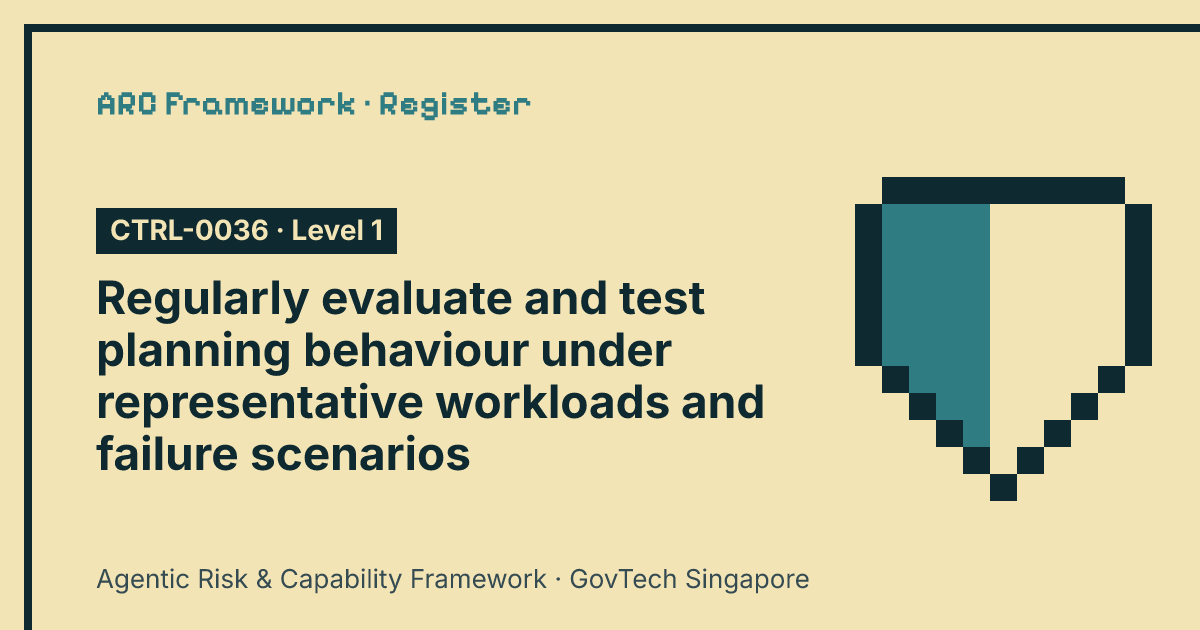 ARC Framework · Register
CTRL-0036 · Level 1
Regularly evaluate and test
planning behaviour under
representative workloads and
failure scenarios
Agentic Risk & Capability Framework · GovTech Singapore